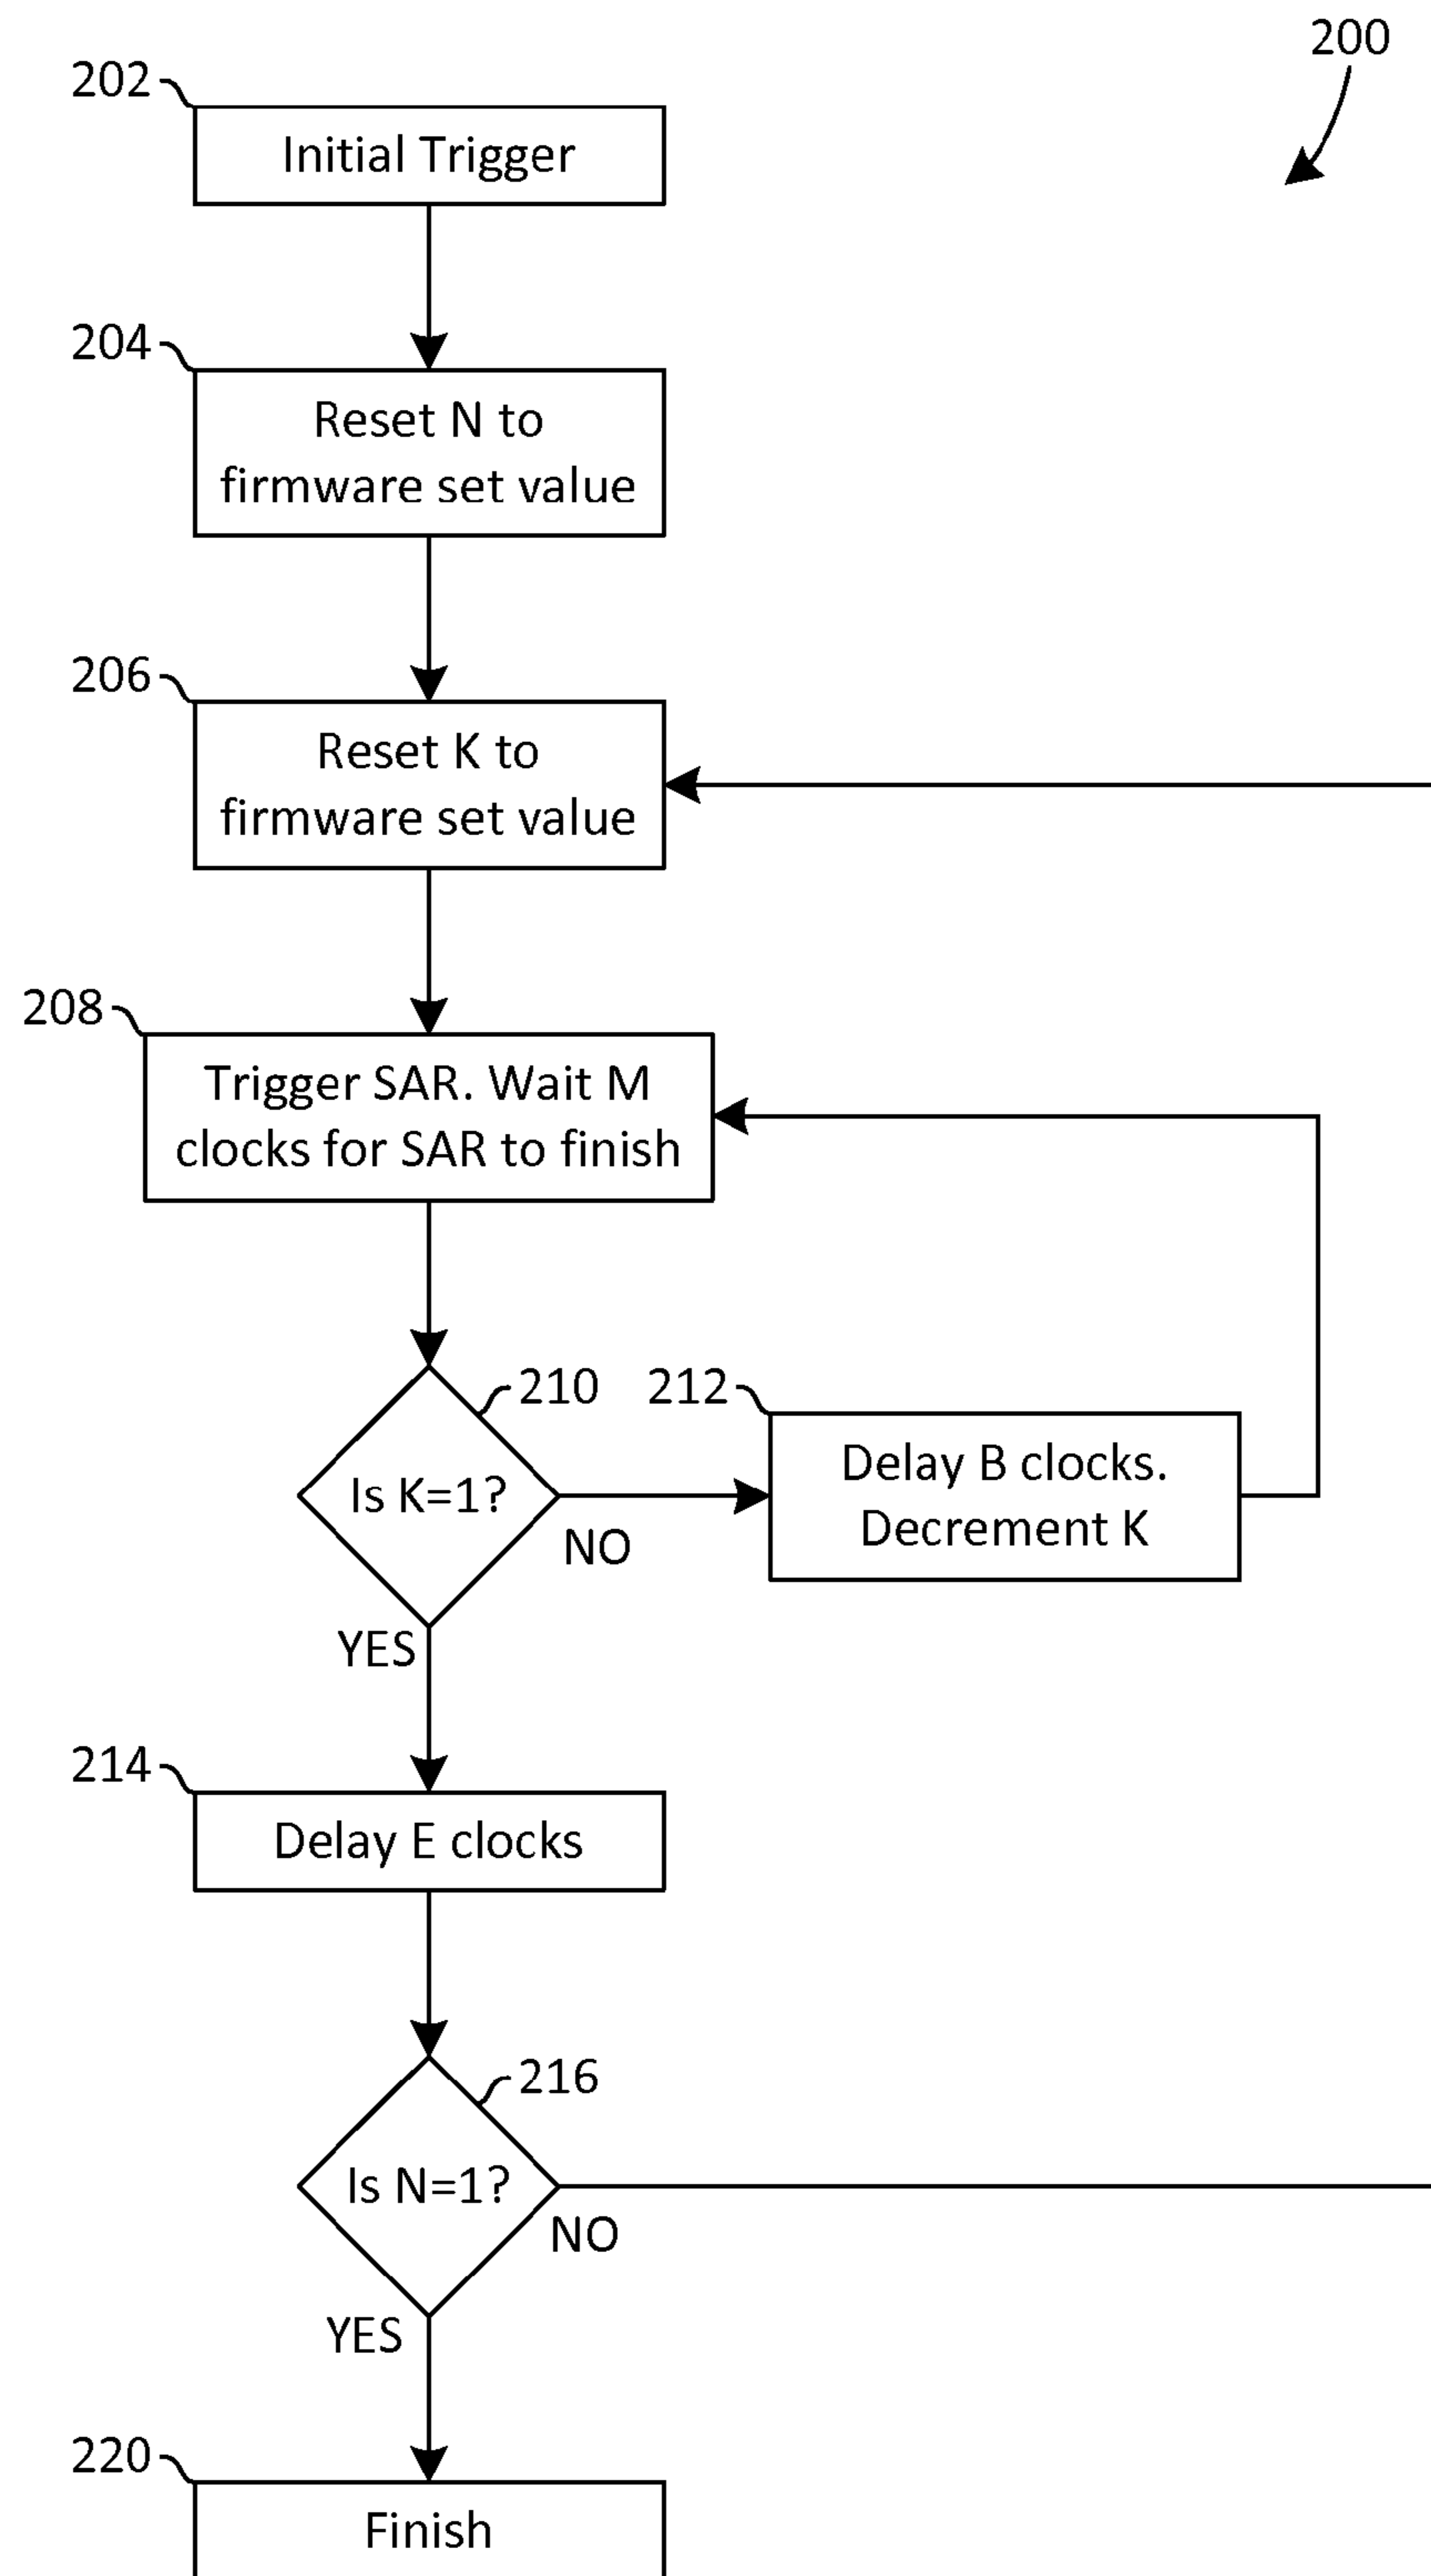 200
202
Initial Trigger
204
Reset N to
firmware set value
206
Reset K to
firmware set value
208
Trigger SAR. Wait M
clocks for SAR to finish
210
Is K=1?
NO
YES
212
Delay B clocks.
Decrement K
214
Delay E clocks
216
Is N=1?
NO
YES
220
Finish